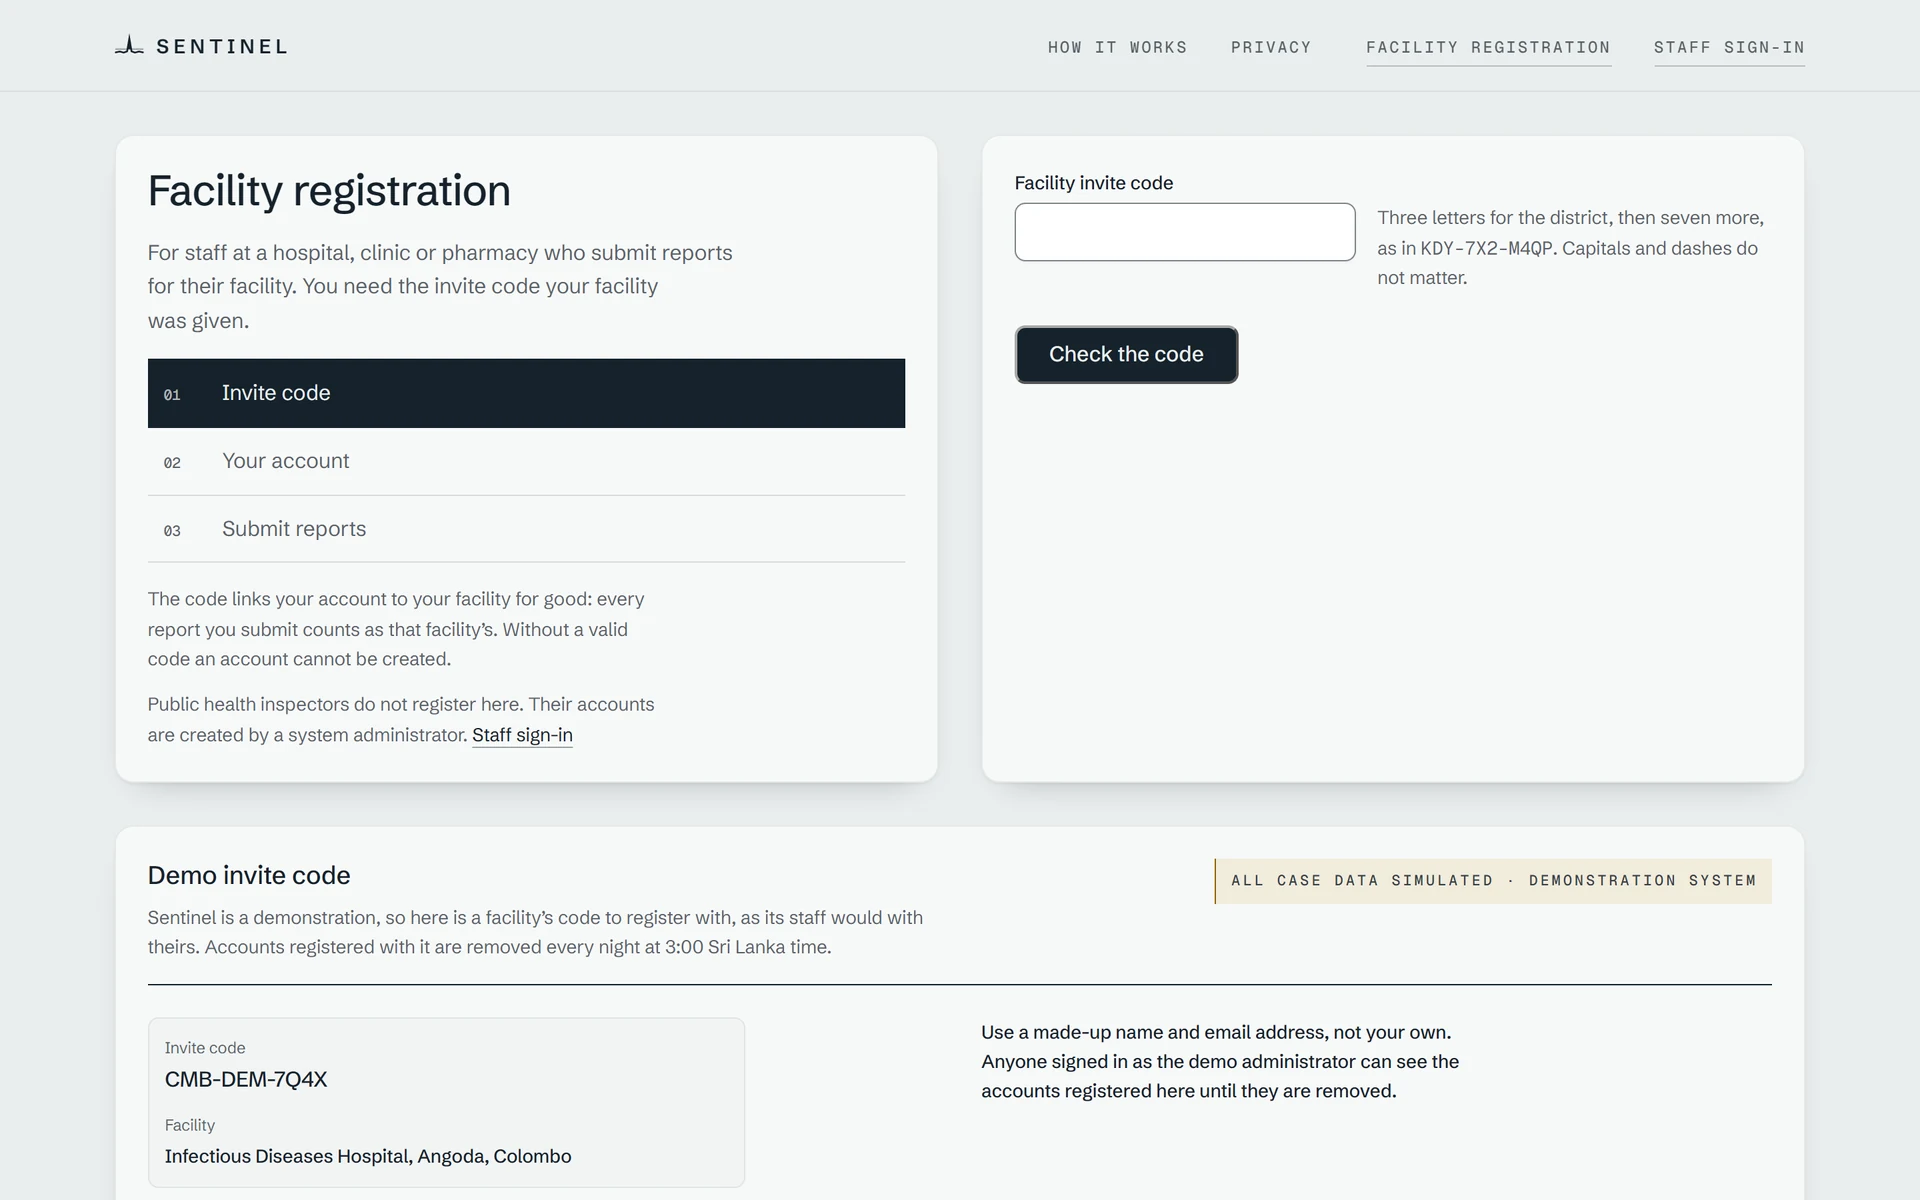 SENTINEL
HOW IT WORKS
PRIVACY
FACILITY REGISTRATION
STAFF SIGN-IN
Facility registration
For staff at a hospital, clinic or pharmacy who submit reports
for their facility. You need the invite code your facility
was given.
01 Invite code
02 Your account
03 Submit reports
The code links your account to your facility for good: every
report you submit counts as that facility’s. Without a valid
code an account cannot be created.
Public health inspectors do not register here. Their accounts
are created by a system administrator. Staff sign-in
Facility invite code
Three letters for the district, then seven more,
as in KDY-7X2-M4QP. Capitals and dashes do
not matter.
Check the code
Demo invite code
ALL CASE DATA SIMULATED · DEMONSTRATION SYSTEM
Sentinel is a demonstration, so here is a facility’s code to register with, as its staff would with
theirs. Accounts registered with it are removed every night at 3:00 Sri Lanka time.
Invite code
CMB-DEM-7Q4X
Facility
Infectious Diseases Hospital, Angoda, Colombo
Use a made-up name and email address, not your own.
Anyone signed in as the demo administrator can see the
accounts registered here until they are removed.